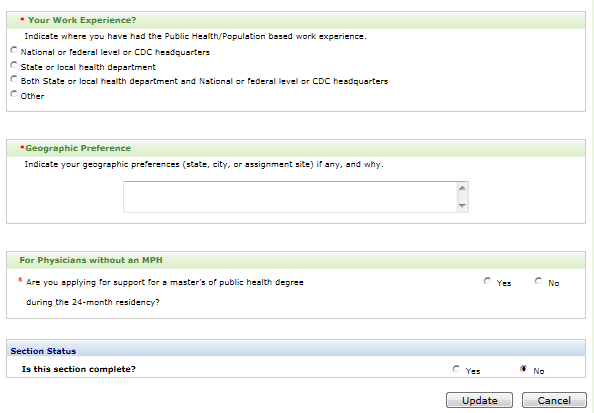 * Your Work Experience?
Indicate where you have had the Public Health/Population based work experience.
National or federal level or CDC headquarters
State or local health department
Both State or local health department and National or federal level or CDC headquarters
Other
*Geographic Preference
Indicate your geographic preferences (state, city, or assignment site) if any, and why.
For Physicians without an MPH
* Are you applying for support for a master's of public health degree Yes No
during the 24-month residency?
Section Status
Is this section complete? Yes No
Update Cancel